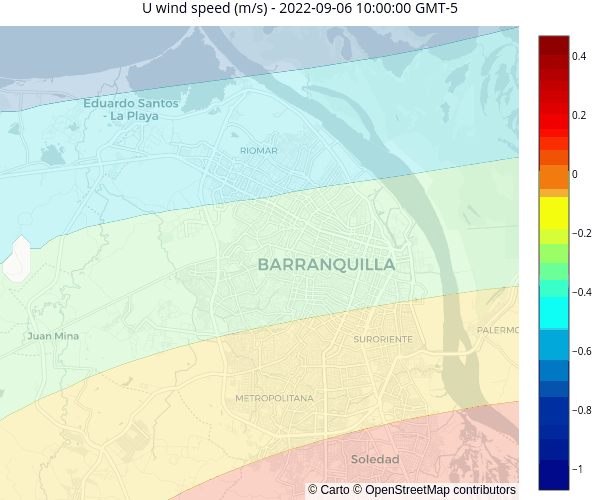 U wind speed (m/s) - 2022-09-06 10:00:00 GMT-5
0.4
Eduardo Santos
- La Playa
0.2
RIOMAR
0
−0.2
BARRANQUILLA
−0.4
Juan Mina
PALERMO
SURORIENTE
−0.6
METROPOLITANA
−0.8
Soledad
−1
© Carto © OpenStreetMap contributors